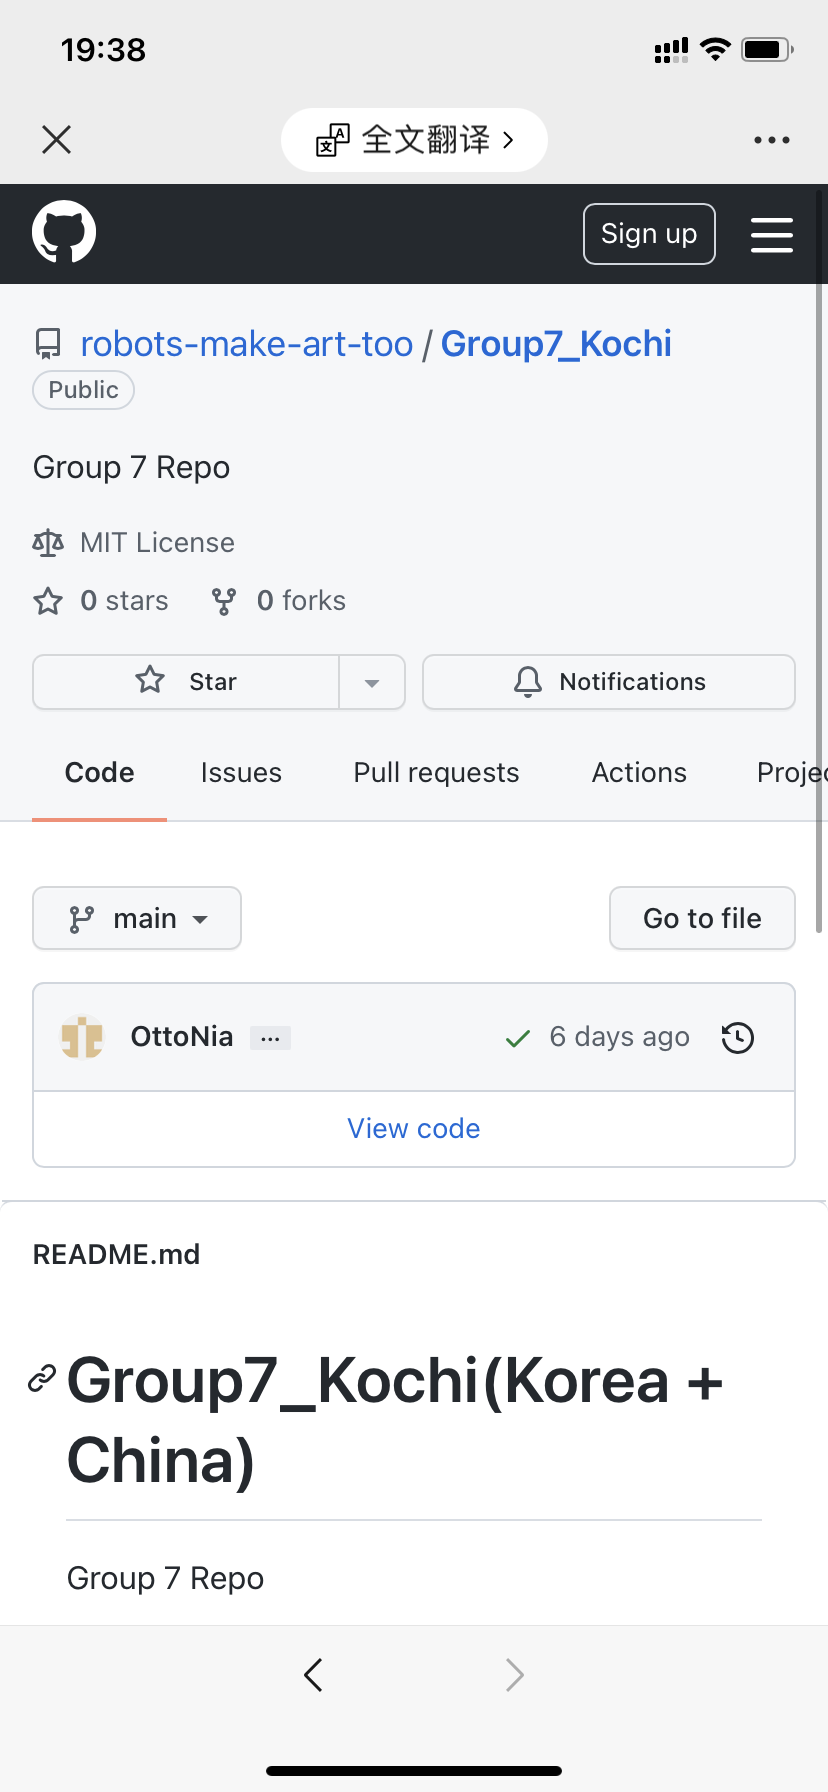 19:38
全文翻译
Sign up
robots-make-art-too / Group7_Kochi
Public
Group 7 Repo
MIT License
0 stars 0 forks
Star Notifications
Code Issues Pull requests Actions Projec
main Go to file
OttoNia ... 6 days ago
View code
README.md
Group7_Kochi(Korea +
China)
Group 7 Repo